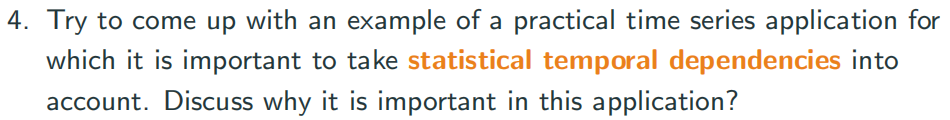 4. Try to come up with an example of a practical time series application for
which it is important to take statistical temporal dependencies into
account. Discuss why it is important in this application?